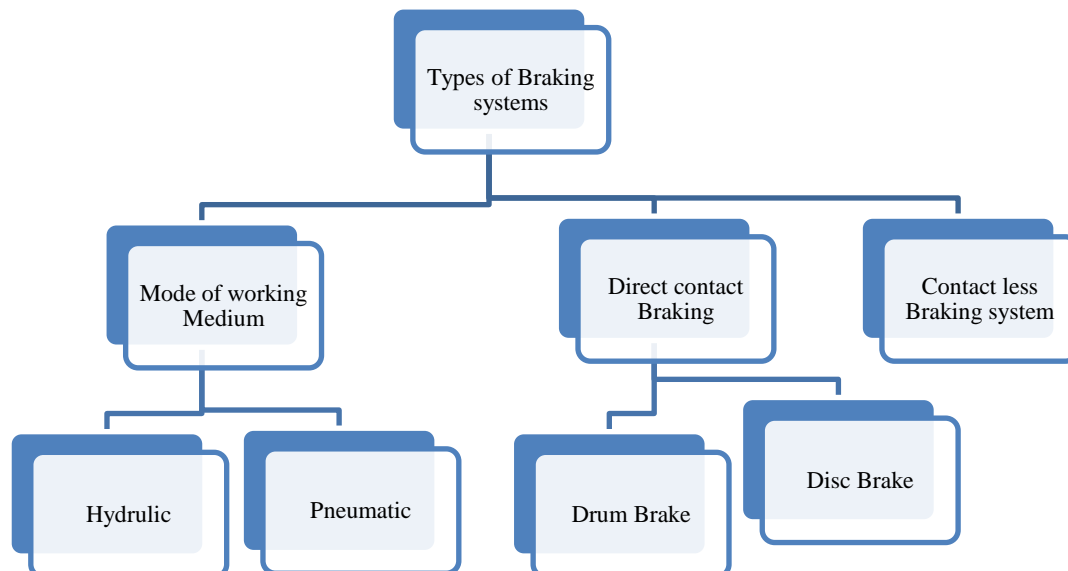 Types of Braking
systems
Mode of working
Medium
Direct contact
Braking
Contact less
Braking system
Hydrulic
Pneumatic
Drum Brake
Disc Brake